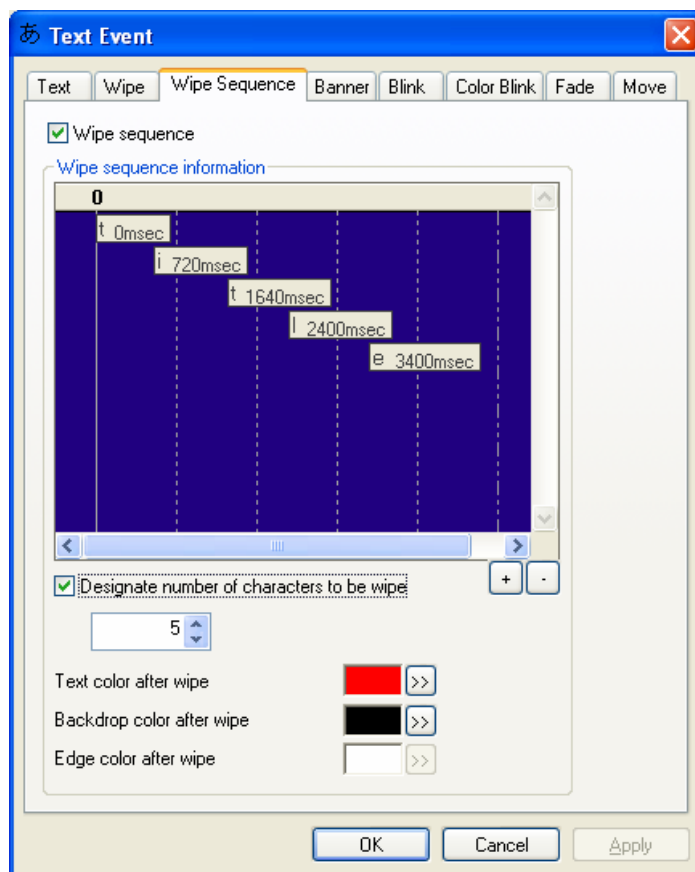 あ Text Event
Text Wipe Wipe Sequence Banner Blink Color Blink Fade Move
Wipe sequence
Wipe sequence information
0
t 0msec
i 720msec
t 1640msec
l 2400msec
e 3400msec
+ -
Designate number of characters to be wipe
5
Text color after wipe >>
Backdrop color after wipe >>
Edge color after wipe >>
OK Cancel Apply